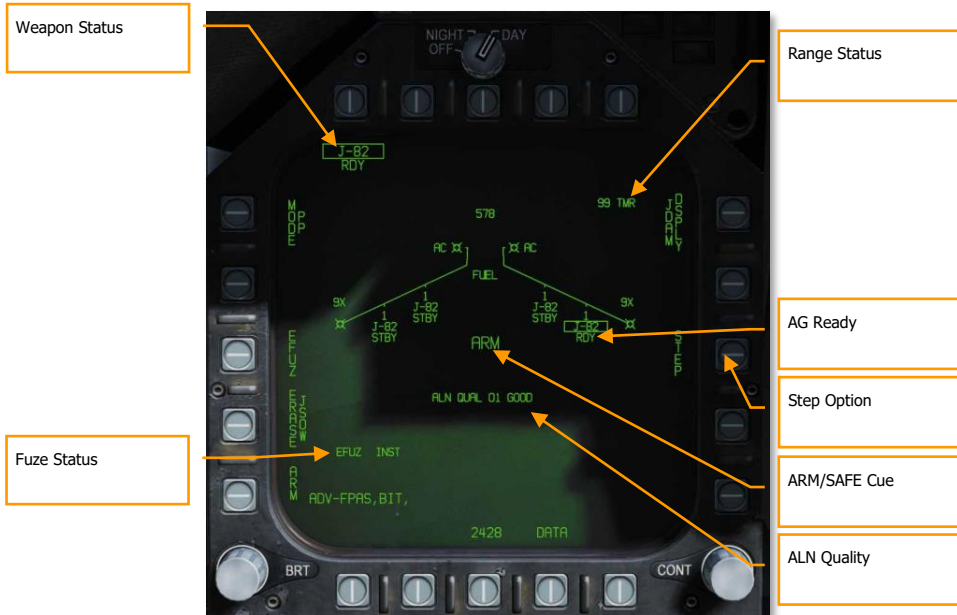 Weapon Status
NIGHT DAY
OFF
Range Status
J-82
RDY
MODE
PP
99 TMR
JDAM
DSPLY
578
AC AC
FUEL
9X 9X
1 1
J-82 J-82
STBY STBY
1 1
J-82 J-82
STBY RDY
AG Ready
EFUZ
ARM
STEP
Step Option
ERASE
JSOW
ALN QUAL 01 GOOD
Fuze Status
EFUZ INST
ARM/SAFE Cue
ARM
ADV-FPAS,BIT,
2428 DATA
ALN Quality
BRT CONT